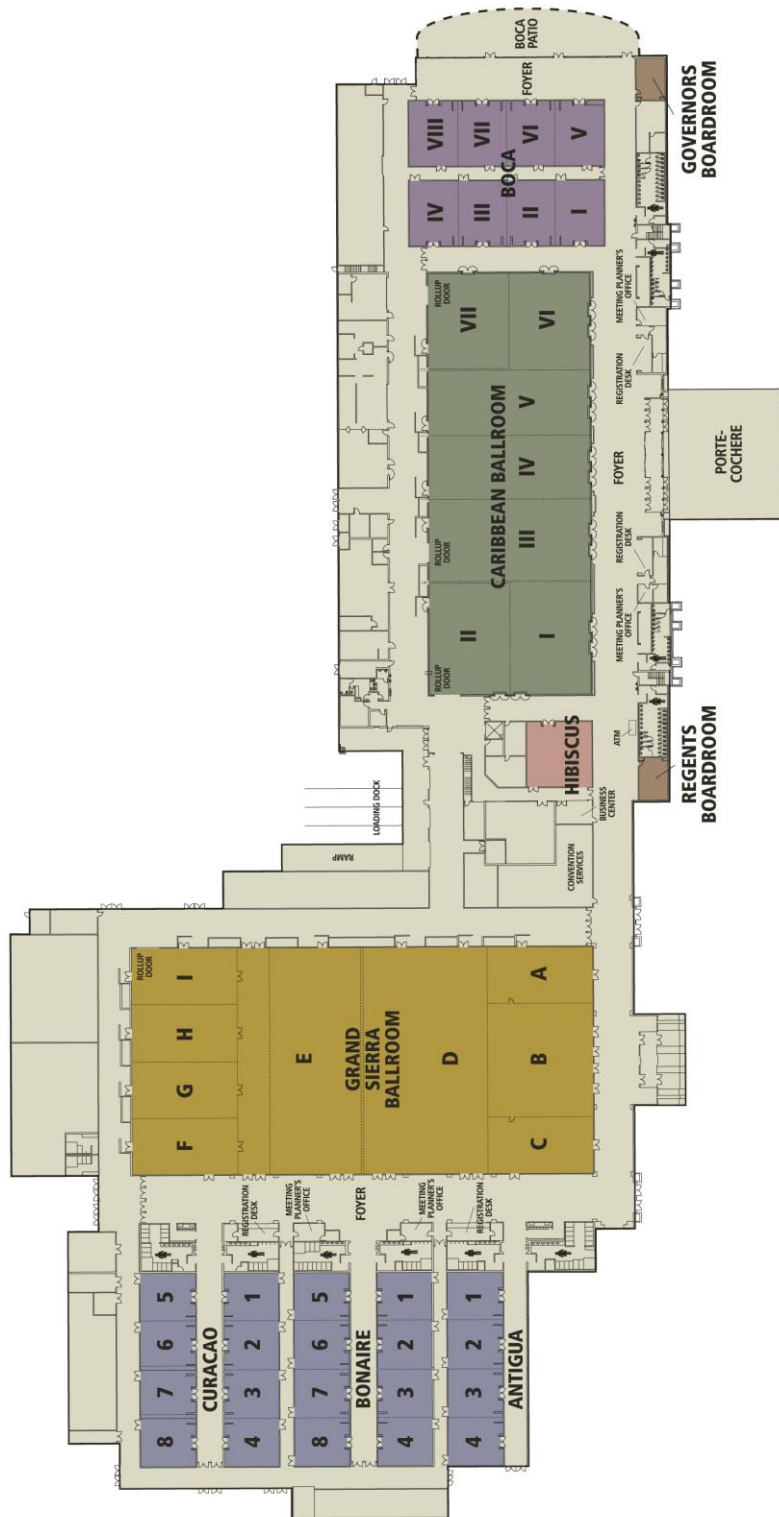 BOCA
PATIO
FOYER
GOVERNORS
BOARDROOM
VIII
VII
VI
V
BOCA
IV
III
II
I
MEETING PLANNER'S
OFFICE
REGISTRATION
DESK
ROLLUP
DOOR
VII
VI
V
IV
CARIBBEAN BALLROOM
III
ROLLUP
DOOR
II
I
ROLLUP
DOOR
FOYER
PORTE-
COCHERE
REGISTRATION
DESK
MEETING PLANNER'S
OFFICE
ATM
REGENTS
BOARDROOM
HIBISCUS
BUSINESS
CENTER
CONVENTION
SERVICES
LOADING DOCK
RAMP
ROLLUP
DOOR
I
H
G
F
E
GRAND
SIERRA
BALLROOM
D
A
B
C
REGISTRATION
DESK
MEETING
PLANNER'S
OFFICE
FOYER
MEETING
PLANNER'S
OFFICE
REGISTRATION
DESK
5
6
7
8
CURACAO
1
2
3
4
5
6
7
8
BONAIRE
1
2
3
4
1
2
3
4
ANTIGUA